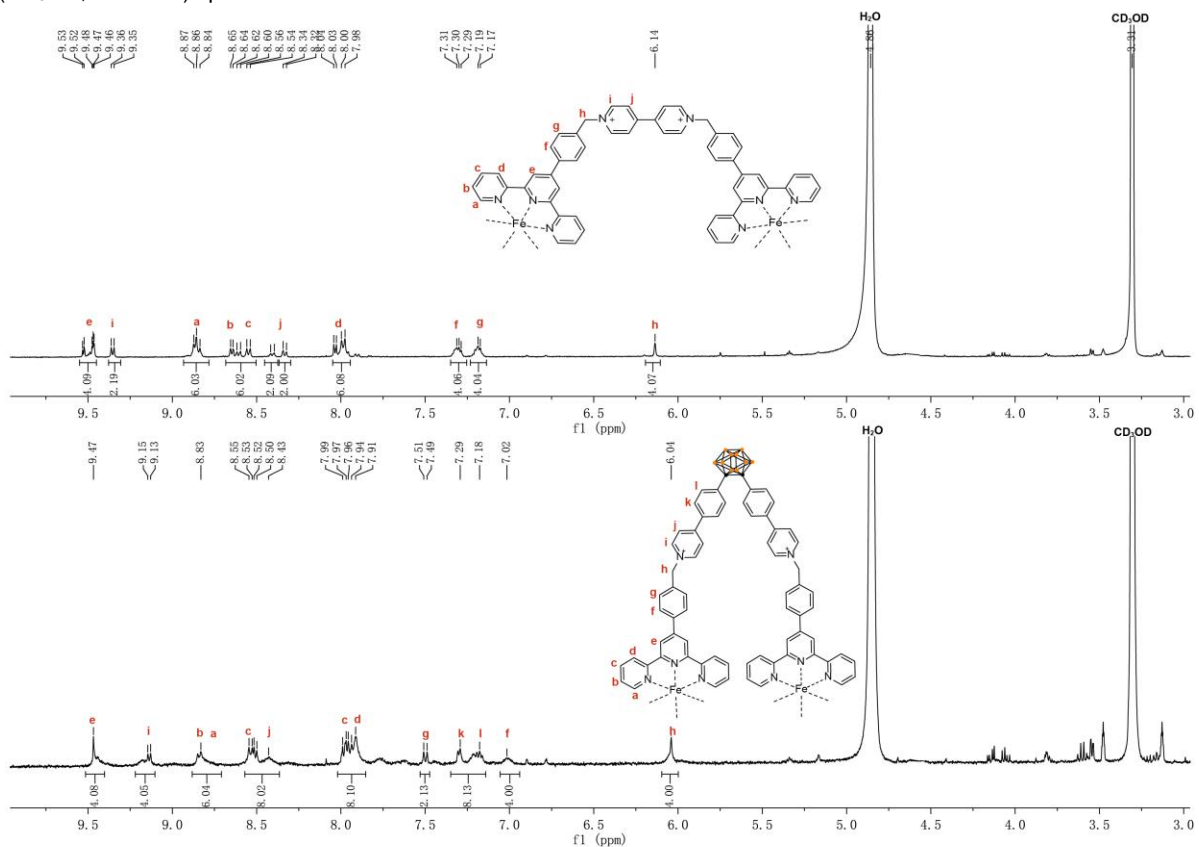 H₂O
CD₃OD
9.53
9.52
9.48
9.47
9.46
9.36
9.35
8.87
8.86
8.84
8.65
8.64
8.62
8.60
8.56
8.54
8.34
8.32
8.03
8.00
7.98
7.31
7.30
7.29
7.19
7.17
6.14
4.86
3.31
i j
h N + N +
g
f
c d e
b
a N N N N N N
Fe Fe
e i a b c j d f g h
4.09 2.19 6.03 6.02 2.09 2.00 6.08 4.06 4.04 4.07
9.5 9.0 8.5 8.0 7.5 7.0 6.5 6.0 5.5 5.0 4.5 4.0 3.5 3.0
f1 (ppm)
H₂O
CD₃OD
9.47
9.15
9.13
8.83
8.55
8.53
8.52
8.50
8.43
7.99
7.97
7.96
7.94
7.91
7.51
7.49
7.29
7.18
7.02
6.04
l
k
j
i
N N
h
g
f
e
d
c
b N N N N N N
a Fe Fe
e i b a c j c d g k l f h
4.08 4.05 6.04 8.02 8.10 2.13 8.13 4.00 4.00
9.5 9.0 8.5 8.0 7.5 7.0 6.5 6.0 5.5 5.0 4.5 4.0 3.5 3.0
f1 (ppm)